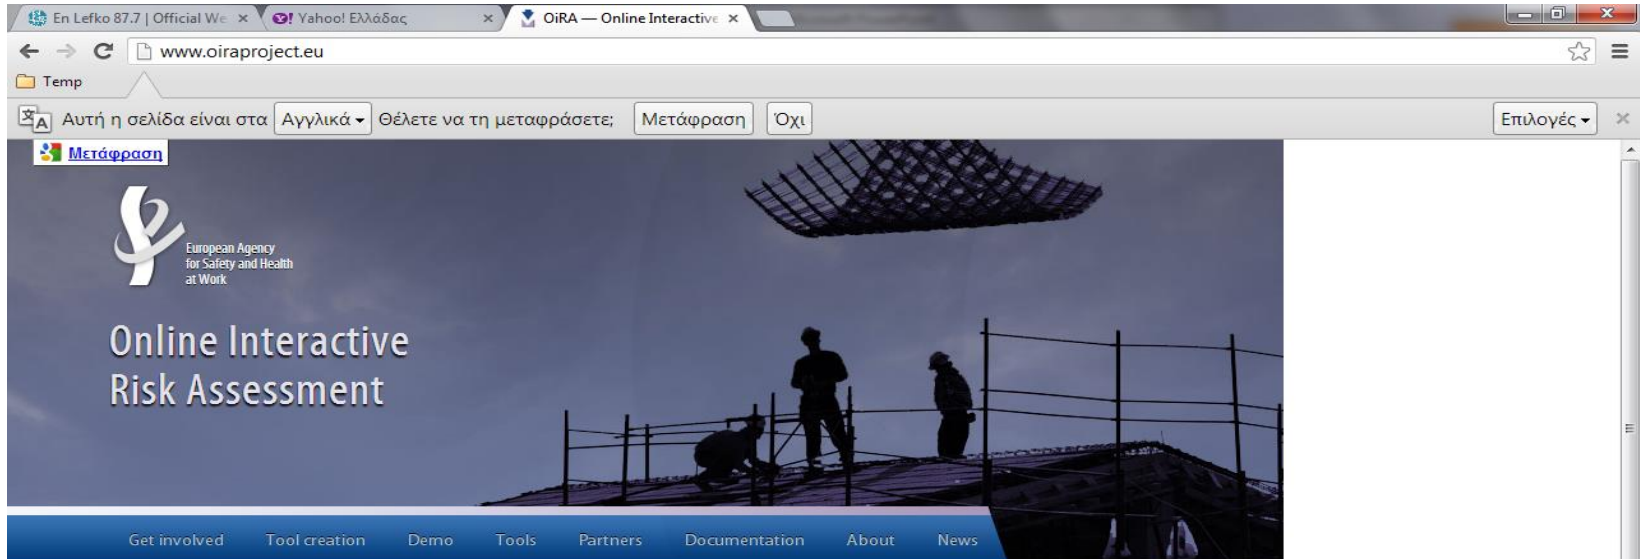 En Lefko 87.7 | Official We
Yahoo! Ελλάδας
OiRA — Online Interactive
www.oiraproject.eu
Temp
Αυτή η σελίδα είναι στα Αγγλικά Θέλετε να τη μεταφράσετε; Μετάφραση Όχι Επιλογές
Μετάφραση
European Agency
for Safety and Health
at Work
Online Interactive
Risk Assessment
Get involved Tool creation Demo Tools Partners Documentation About News